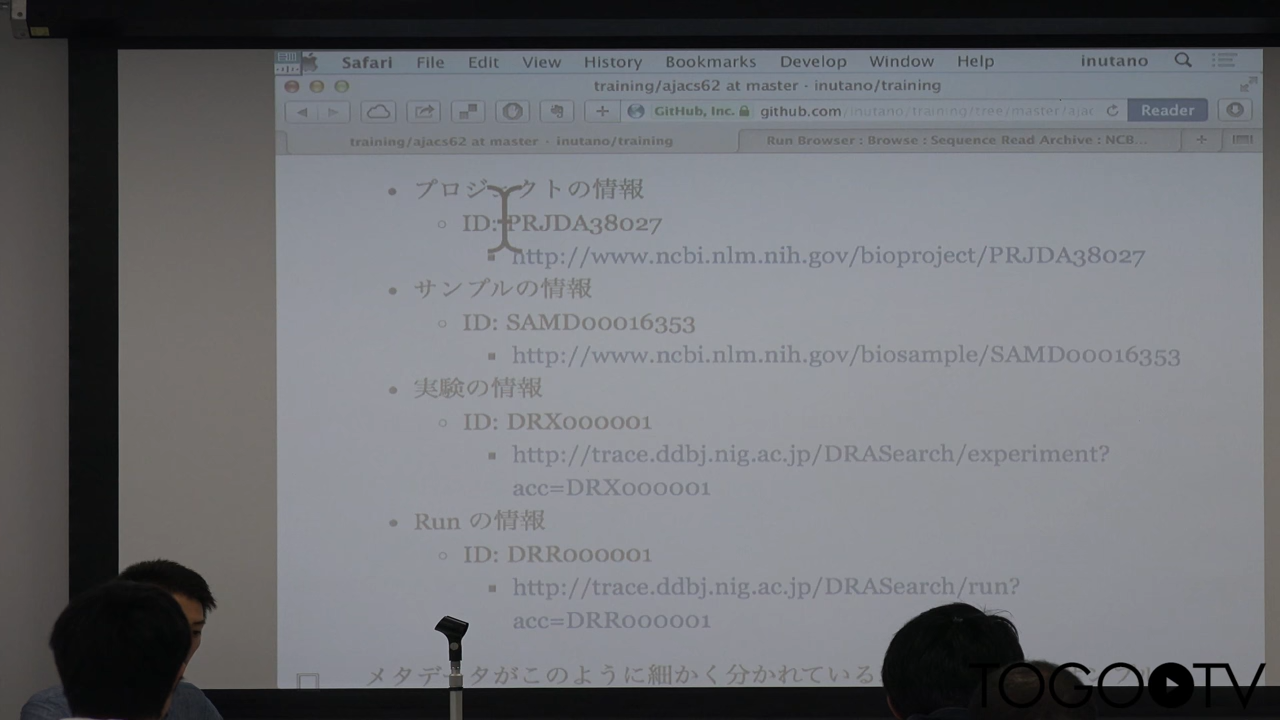 Safari File Edit View History Bookmarks Develop Window Help inutano
training/ajacs62 at master · inutano/training
GitHub, Inc. github.com/inutano/training/tree/master/ajac Reader
training/ajacs62 at master · inutano/training
Run Browser : Browse : Sequence Read Archive : NCB...
プロジェクトの情報
ID: PRJDA38027
http://www.ncbi.nlm.nih.gov/bioproject/PRJDA38027
サンプルの情報
ID: SAMD00016353
http://www.ncbi.nlm.nih.gov/biosample/SAMD00016353
実験の情報
ID: DRX000001
http://trace.ddbj.nig.ac.jp/DRASearch/experiment?
acc=DRX000001
Run の情報
ID: DRR000001
http://trace.ddbj.nig.ac.jp/DRASearch/run?
acc=DRR000001
メタデータがこのように細かく分かれている
TOGOTV